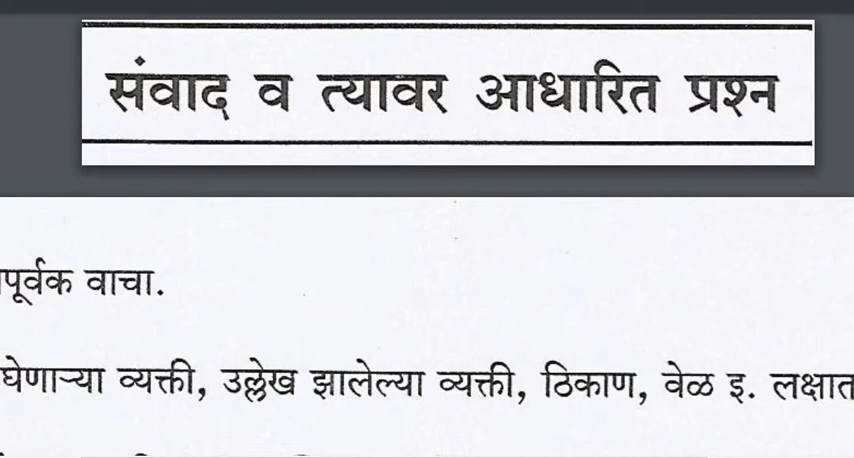 संवाद व त्यावर आधारित प्रश्न
पूर्वक वाचा.
घेणाऱ्या व्यक्ती, उल्लेख झालेल्या व्यक्ती, ठिकाण, वेळ इ. लक्षात